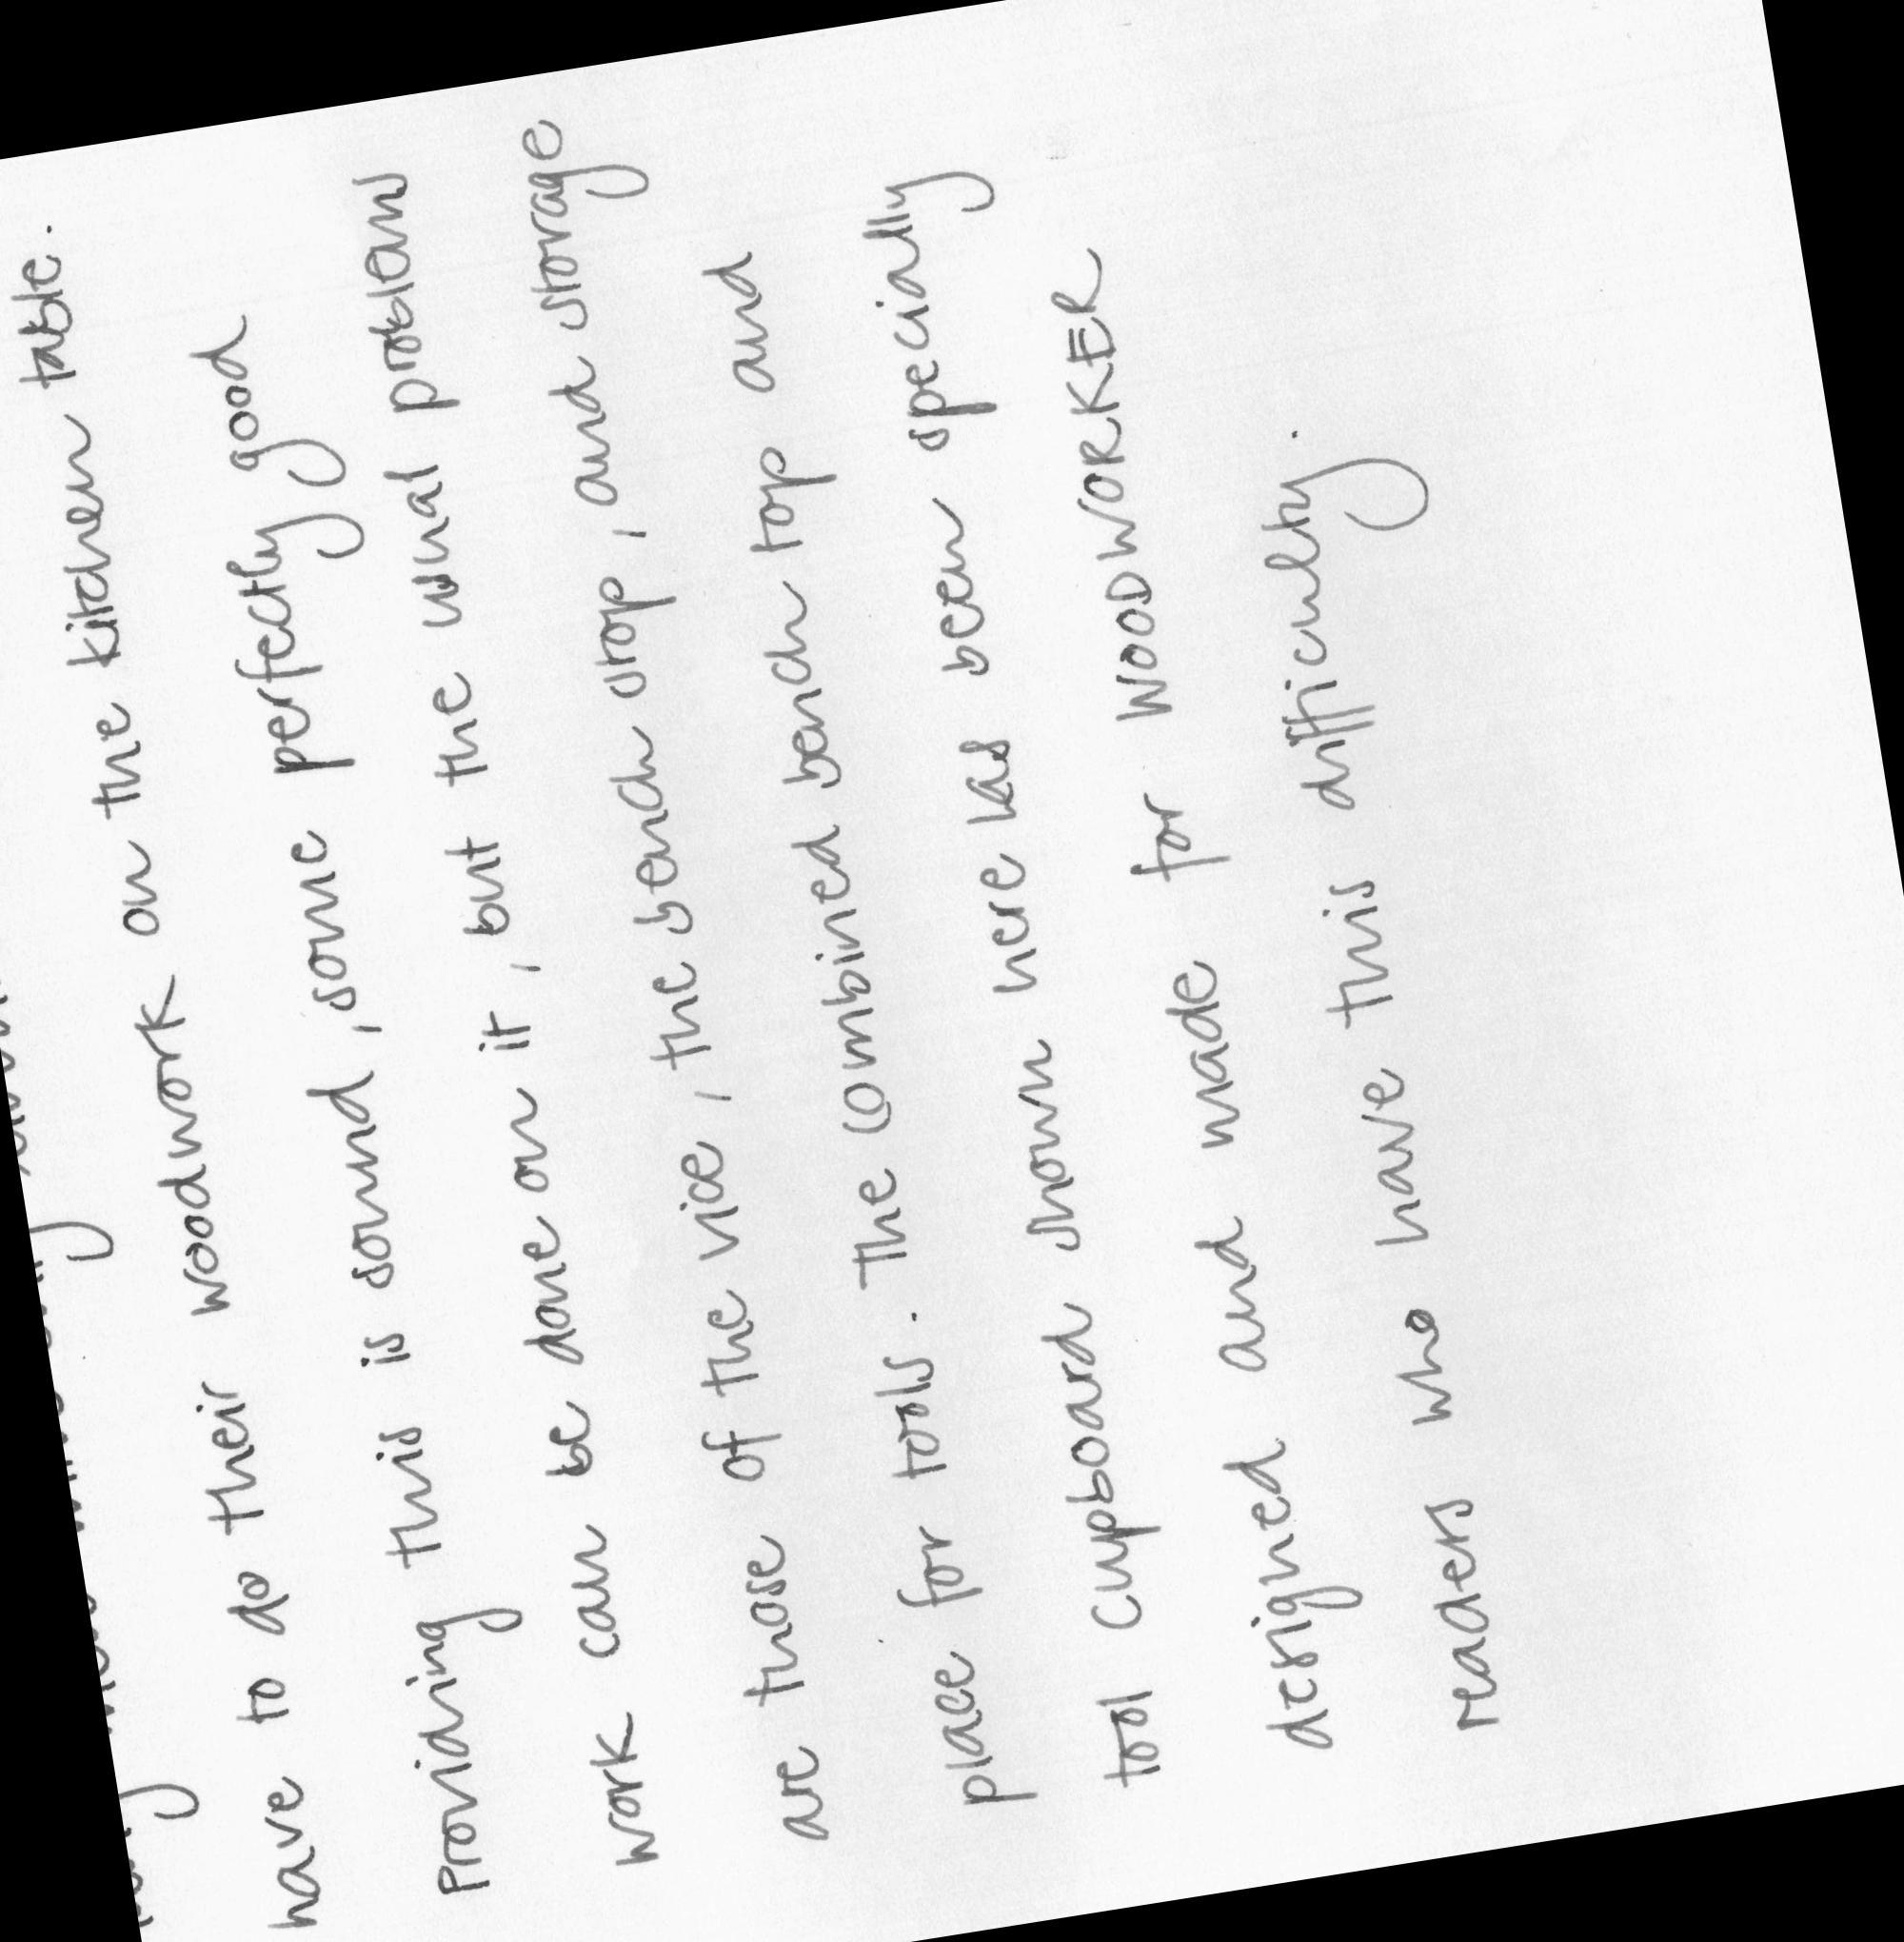 have to do their woodwork on the kitchen table.
Providing this is sound, some perfectly good
work can be done on it, but the usual problems
are those of the vice, the bench stop, and storage
place for tools. The combined bench top and
tool cupboard shown here has been specially
designed and made for WOODWORKER
readers who have this difficulty.